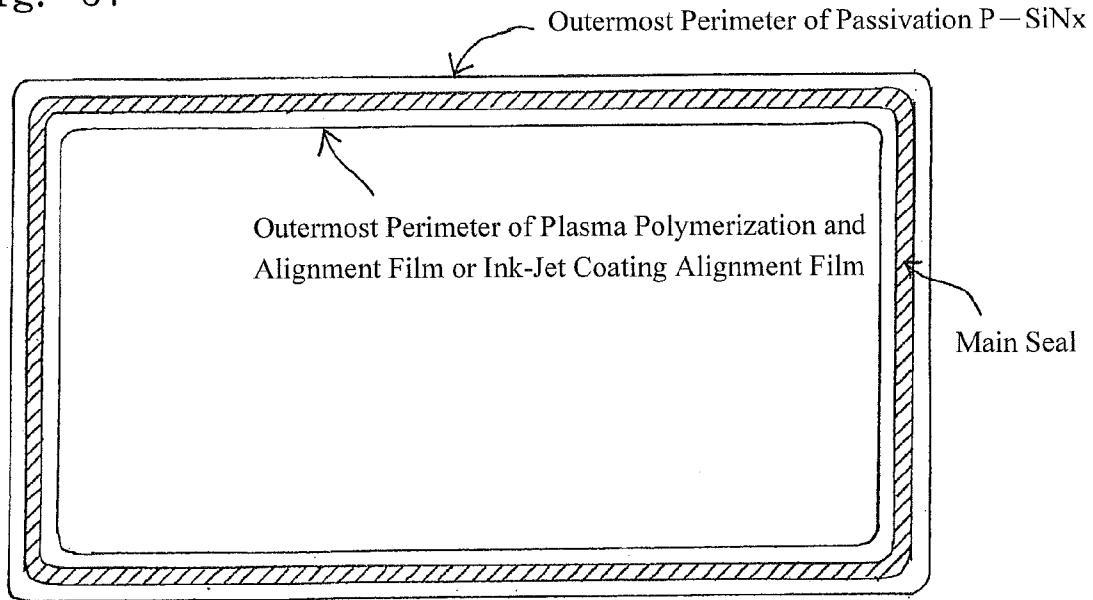 Outermost Perimeter of Passivation P－SiNx
Outermost Perimeter of Plasma Polymerization and
Alignment Film or Ink-Jet Coating Alignment Film
Main Seal